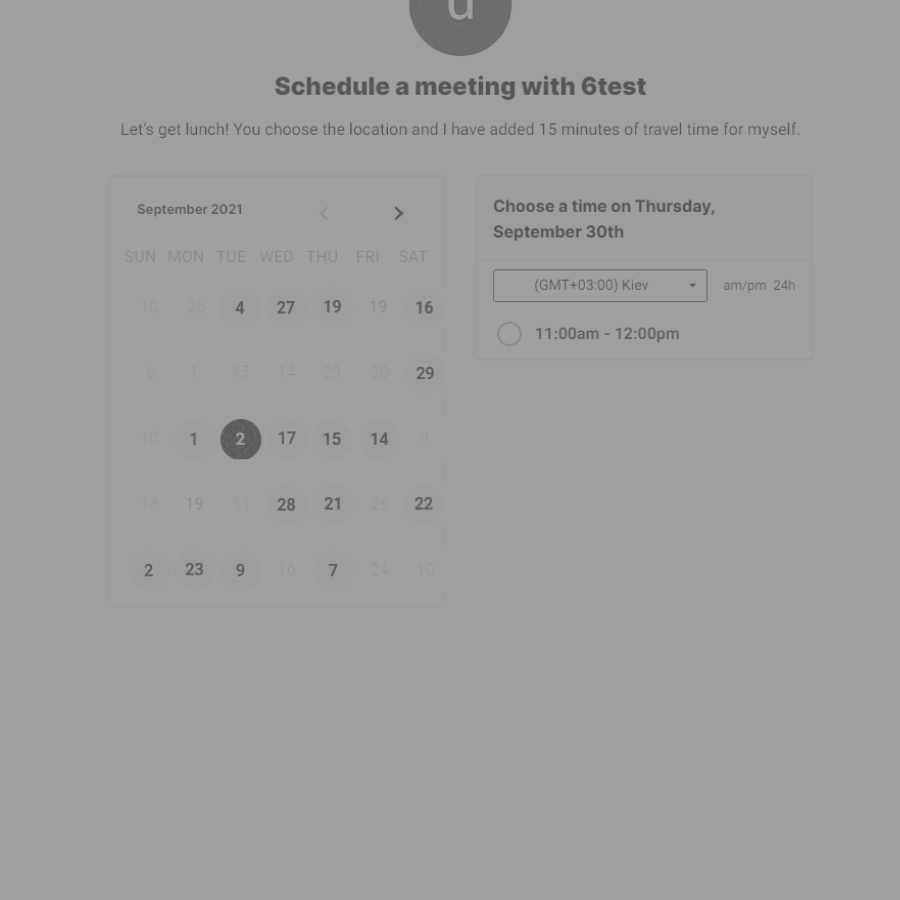 u
Schedule a meeting with 6test
Let's get lunch! You choose the location and I have added 15 minutes of travel time for myself.
September 2021
SUN MON TUE WED THU FRI SAT
10 26 4 27 19 19 16
6 1 15 14 29 30 29
10 1 2 17 15 14 9
18 19 11 28 21 26 22
2 23 9 16 7 24 10
Choose a time on Thursday,
September 30th
(GMT+03:00) Kiev am/pm 24h
11:00am - 12:00pm